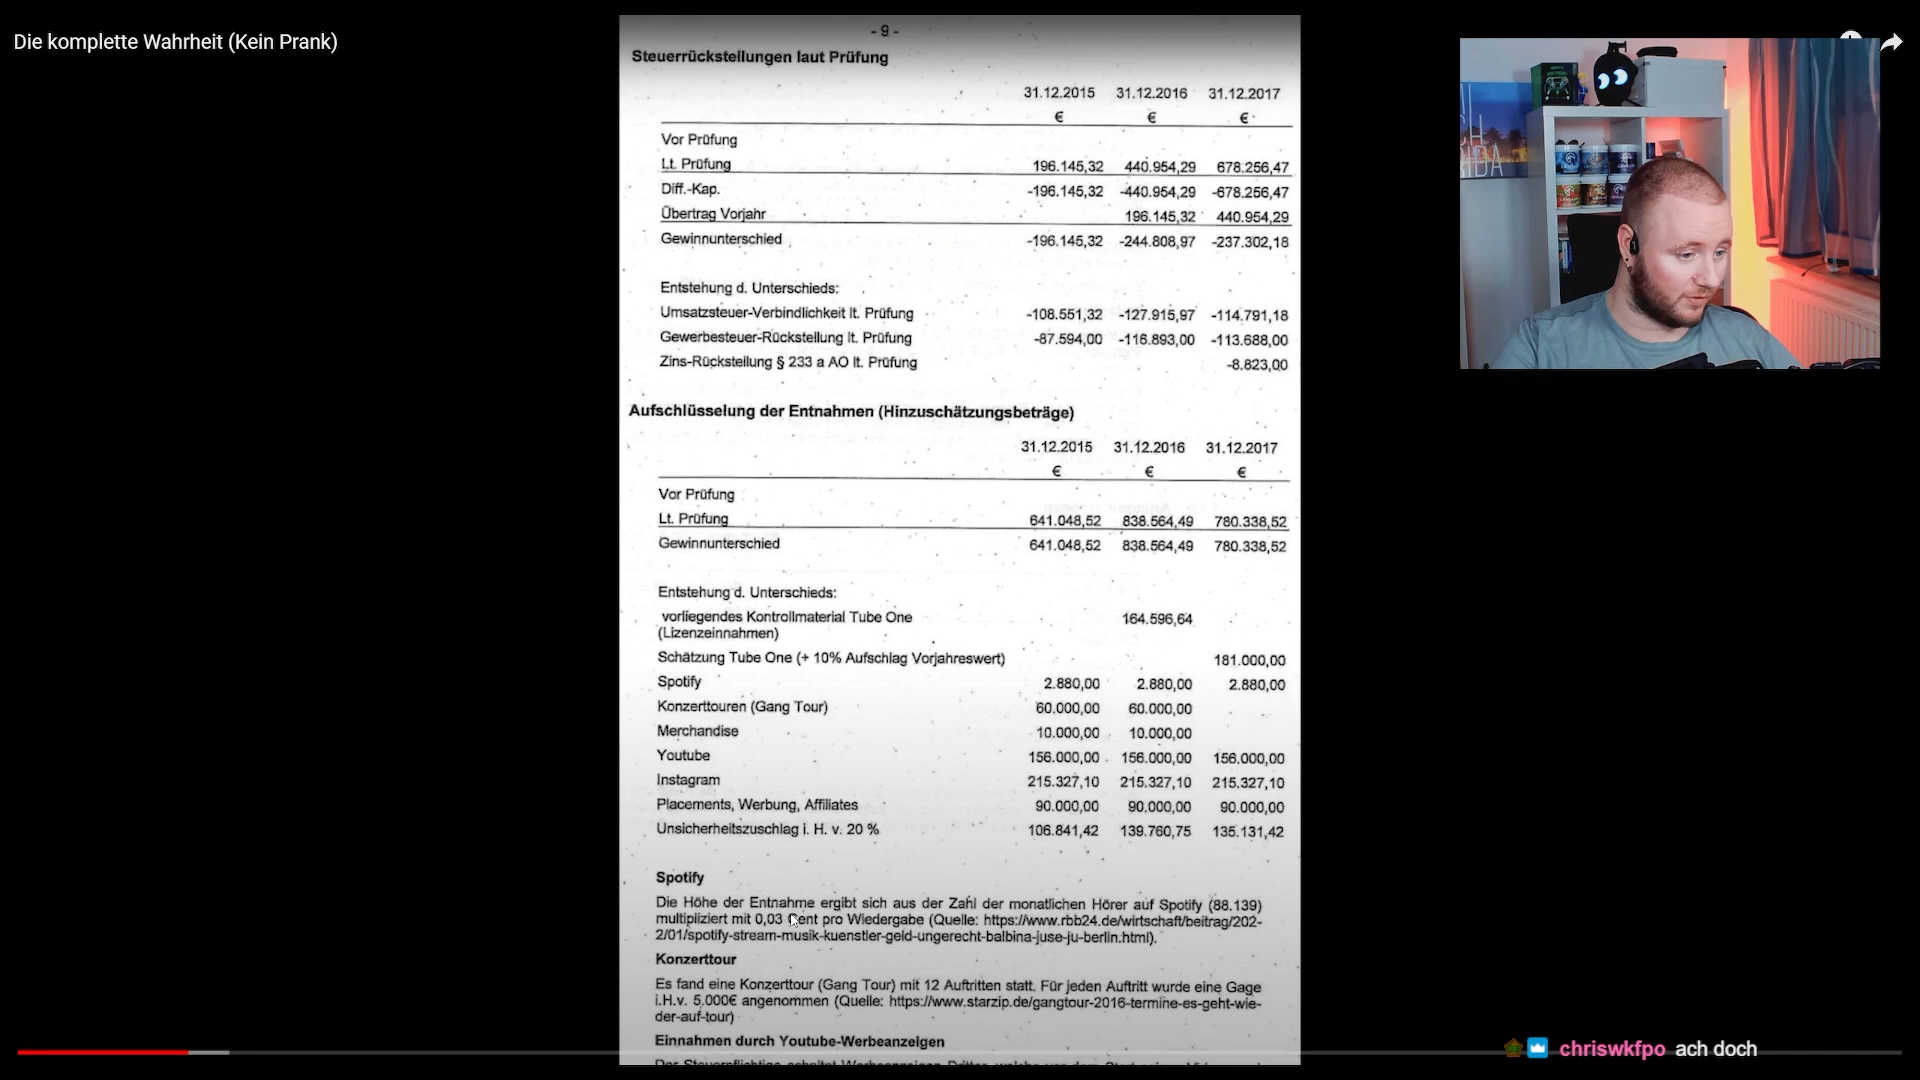 Die komplette Wahrheit (Kein Prank)
- 9 -
Steuerrückstellungen laut Prüfung
31.12.2015 31.12.2016 31.12.2017
€ € €
Vor Prüfung
Lt. Prüfung 196.145,32 440.954,29 678.256,47
Diff.-Kap. -196.145,32 -440.954,29 -678.256,47
Übertrag Vorjahr 196.145,32 440.954,29
Gewinnunterschied -196.145,32 -244.808,97 -237.302,18
Entstehung d. Unterschieds:
Umsatzsteuer-Verbindlichkeit lt. Prüfung -108.551,32 -127.915,97 -114.791,18
Gewerbesteuer-Rückstellung lt. Prüfung -87.594,00 -116.893,00 -113.688,00
Zins-Rückstellung § 233 a AO lt. Prüfung -8.823,00
Aufschlüsselung der Entnahmen (Hinzuschätzungsbeträge)
31.12.2015 31.12.2016 31.12.2017
€ € €
Vor Prüfung
Lt. Prüfung 641.048,52 838.564,49 780.338,52
Gewinnunterschied 641.048,52 838.564,49 780.338,52
Entstehung d. Unterschieds:
vorliegendes Kontrollmaterial Tube One 164.596,64
(Lizenzeinnahmen)
Schätzung Tube One (+ 10% Aufschlag Vorjahreswert) 181.000,00
Spotify 2.880,00 2.880,00 2.880,00
Konzerttouren (Gang Tour) 60.000,00 60.000,00
Merchandise 10.000,00 10.000,00
Youtube 156.000,00 156.000,00 156.000,00
Instagram 215.327,10 215.327,10 215.327,10
Placements, Werbung, Affiliates 90.000,00 90.000,00 90.000,00
Unsicherheitszuschlag i. H. v. 20 % 106.841,42 139.760,75 135.131,42
Spotify
Die Höhe der Entnahme ergibt sich aus der Zahl der monatlichen Hörer auf Spotify (88.139)
multipliziert mit 0,03 Cent pro Wiedergabe (Quelle: https://www.rbb24.de/wirtschaft/beitrag/202-
2/01/spotify-stream-musik-kuenstler-geld-ungerecht-balbina-juse-ju-berlin.html).
Konzerttour
Es fand eine Konzerttour (Gang Tour) mit 12 Auftritten statt. Für jeden Auftritt wurde eine Gage
i.H.v. 5.000€ angenommen (Quelle: https://www.starzip.de/gangtour-2016-termine-es-geht-wie-
der-auf-tour)
Einnahmen durch Youtube-Werbeanzeigen
chriswkfpo ach doch